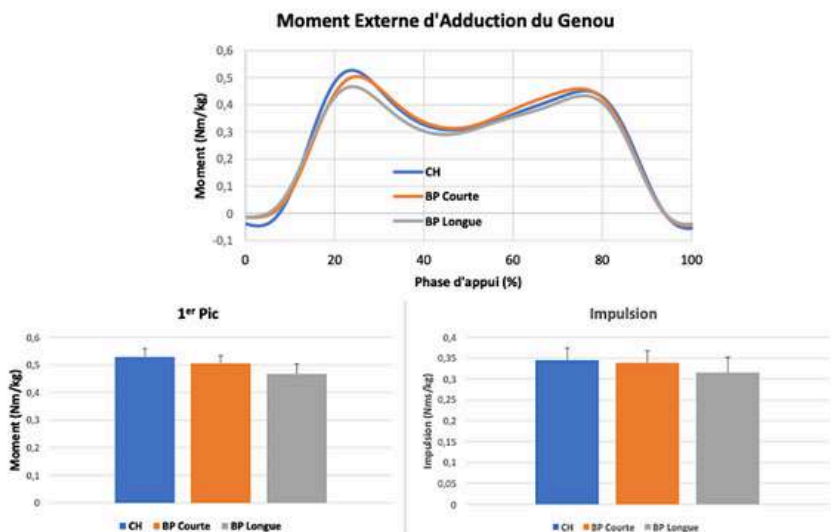 Moment Externe d'Adduction du Genou
Moment (Nm/kg)
0,6
0,5
0,4
0,3
0,2
0,1
0
-0,1
CH
BP Courte
BP Longue
0 20 40 60 80 100
Phase d'appui (%)
1er Pic
Moment (Nm/kg)
0,6
0,5
0,4
0,3
0,2
0,1
0
CH BP Courte BP Longue
Impulsion
Impulsion (Nms/kg)
0,4
0,35
0,3
0,25
0,2
0,15
0,1
0,05
0
CH BP Courte BP Longue